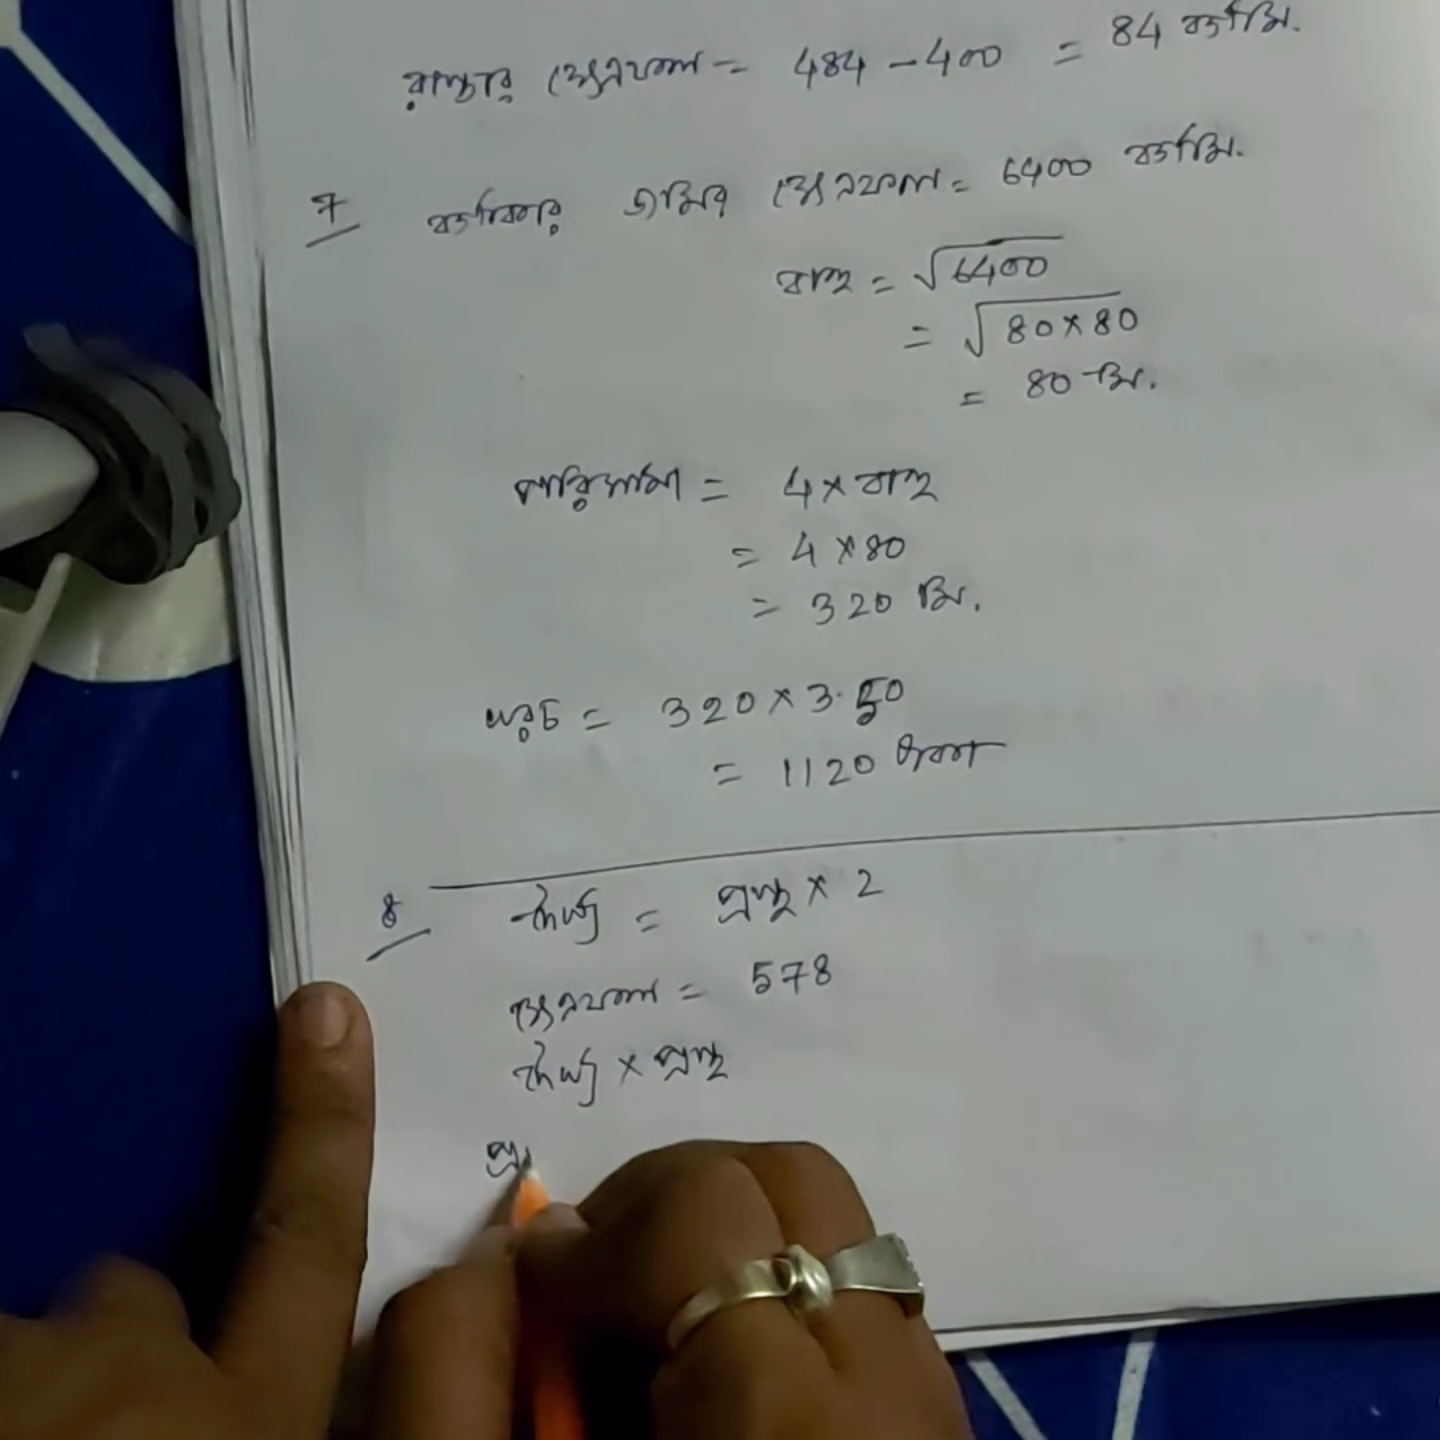 রাস্তার ক্ষেত্রফল = 484 - 400 = 84 বর্গমি.
7 বর্গাকার জমির ক্ষেত্রফল = 6400 বর্গমি.
বাহু = √6400
= √80×80
= 80 মি.
পরিসীমা = 4 × বাহু
= 4 × 80
= 320 মি.
খরচ = 320 × 3.50
= 1120 টাকা
8 দৈর্ঘ্য = প্রস্থ × 2
ক্ষেত্রফল = 578
দৈর্ঘ্য × প্রস্থ
প্র